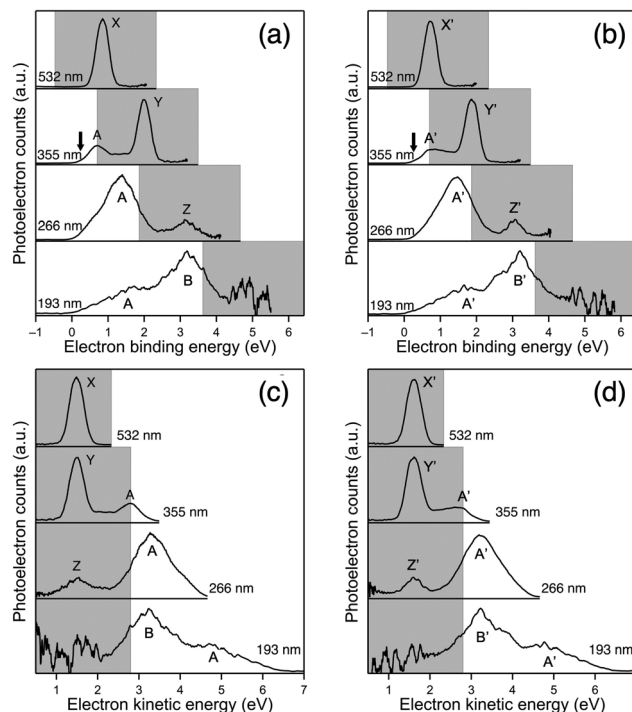 Photoelectron counts (a.u.)
(a)
X
532 nm
A
Y
355 nm
A
Z
266 nm
A
B
193 nm
−1 0 1 2 3 4 5 6
Electron binding energy (eV)
Photoelectron counts (a.u.)
(b)
X’
532 nm
A’
Y’
355 nm
A’
Z’
266 nm
A’
B’
193 nm
−1 0 1 2 3 4 5 6
Electron binding energy (eV)
Photoelectron counts (a.u.)
(c)
X
532 nm
Y
A
355 nm
Z
A
266 nm
B
A
193 nm
1 2 3 4 5 6 7
Electron kinetic energy (eV)
Photoelectron counts (a.u.)
(d)
X’
532 nm
Y’
A’
355 nm
Z’
A’
266 nm
B’
A’
193 nm
1 2 3 4 5 6
Electron kinetic energy (eV)